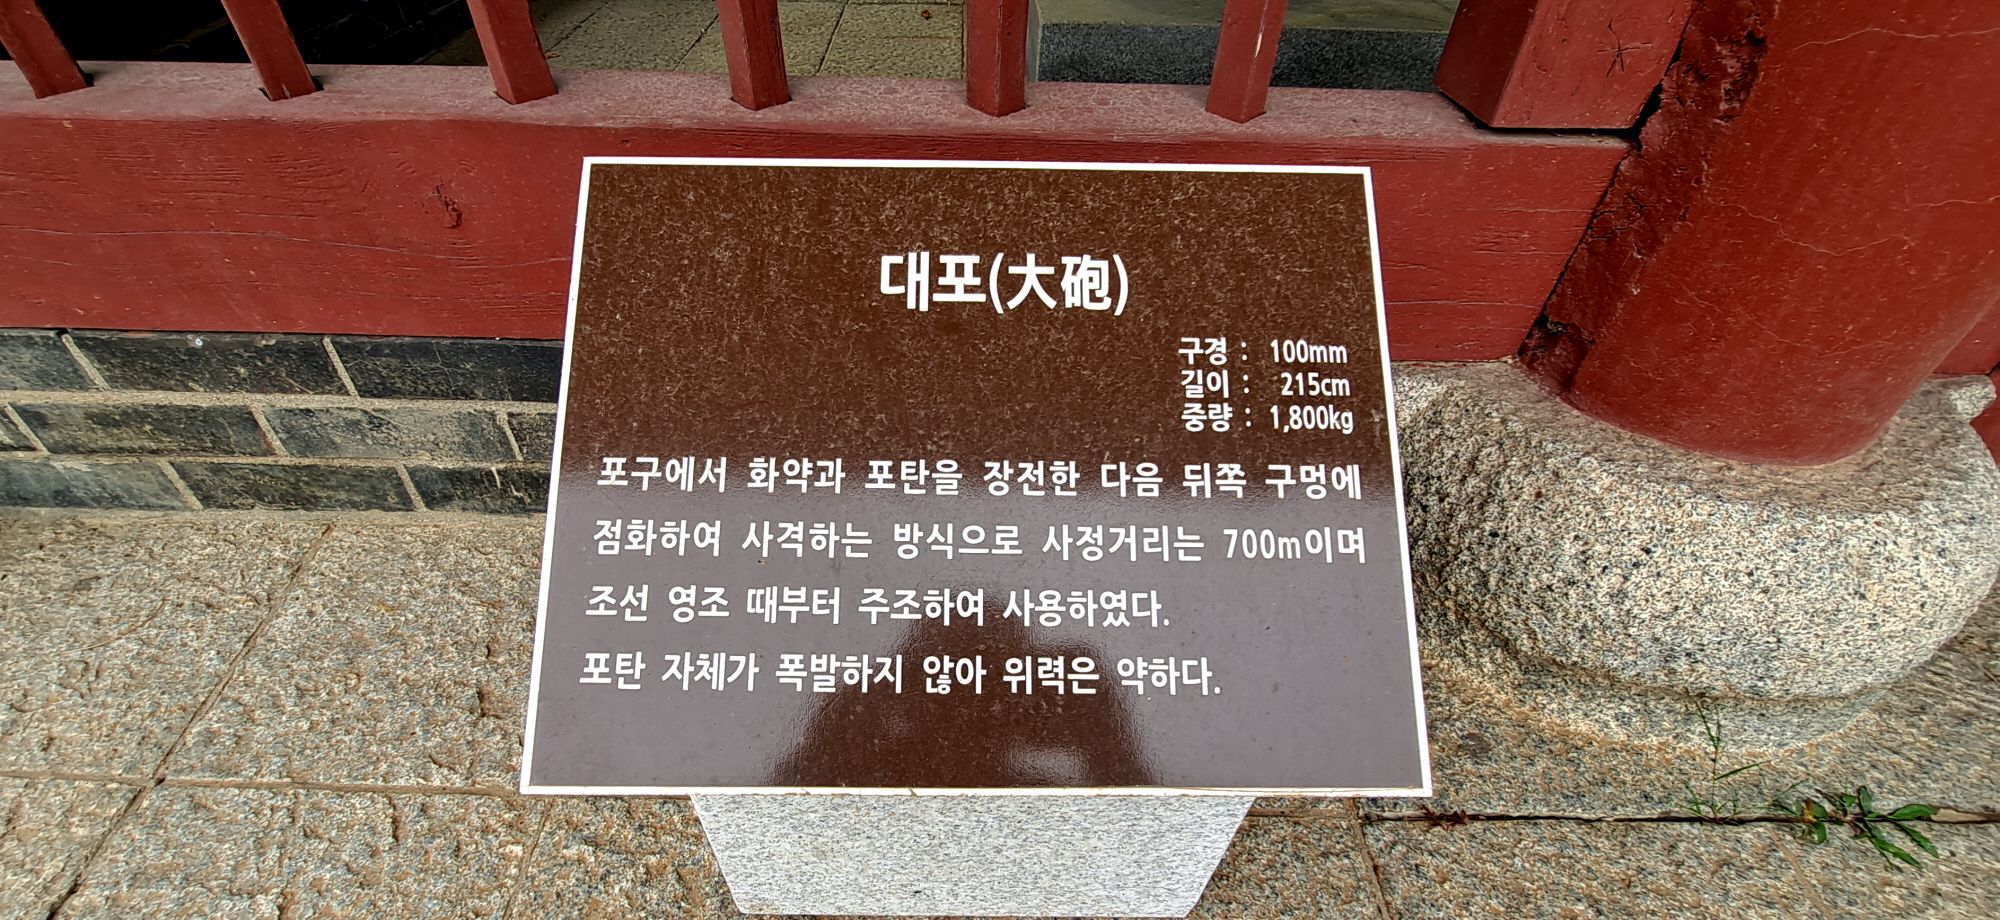 대포(大砲)
구경 : 100mm
길이 : 215cm
중량 : 1,800kg
포구에서 화약과 포탄을 장전한 다음 뒤쪽 구멍에
점화하여 사격하는 방식으로 사정거리는 700m이며
조선 영조 때부터 주조하여 사용하였다.
포탄 자체가 폭발하지 않아 위력은 약하다.